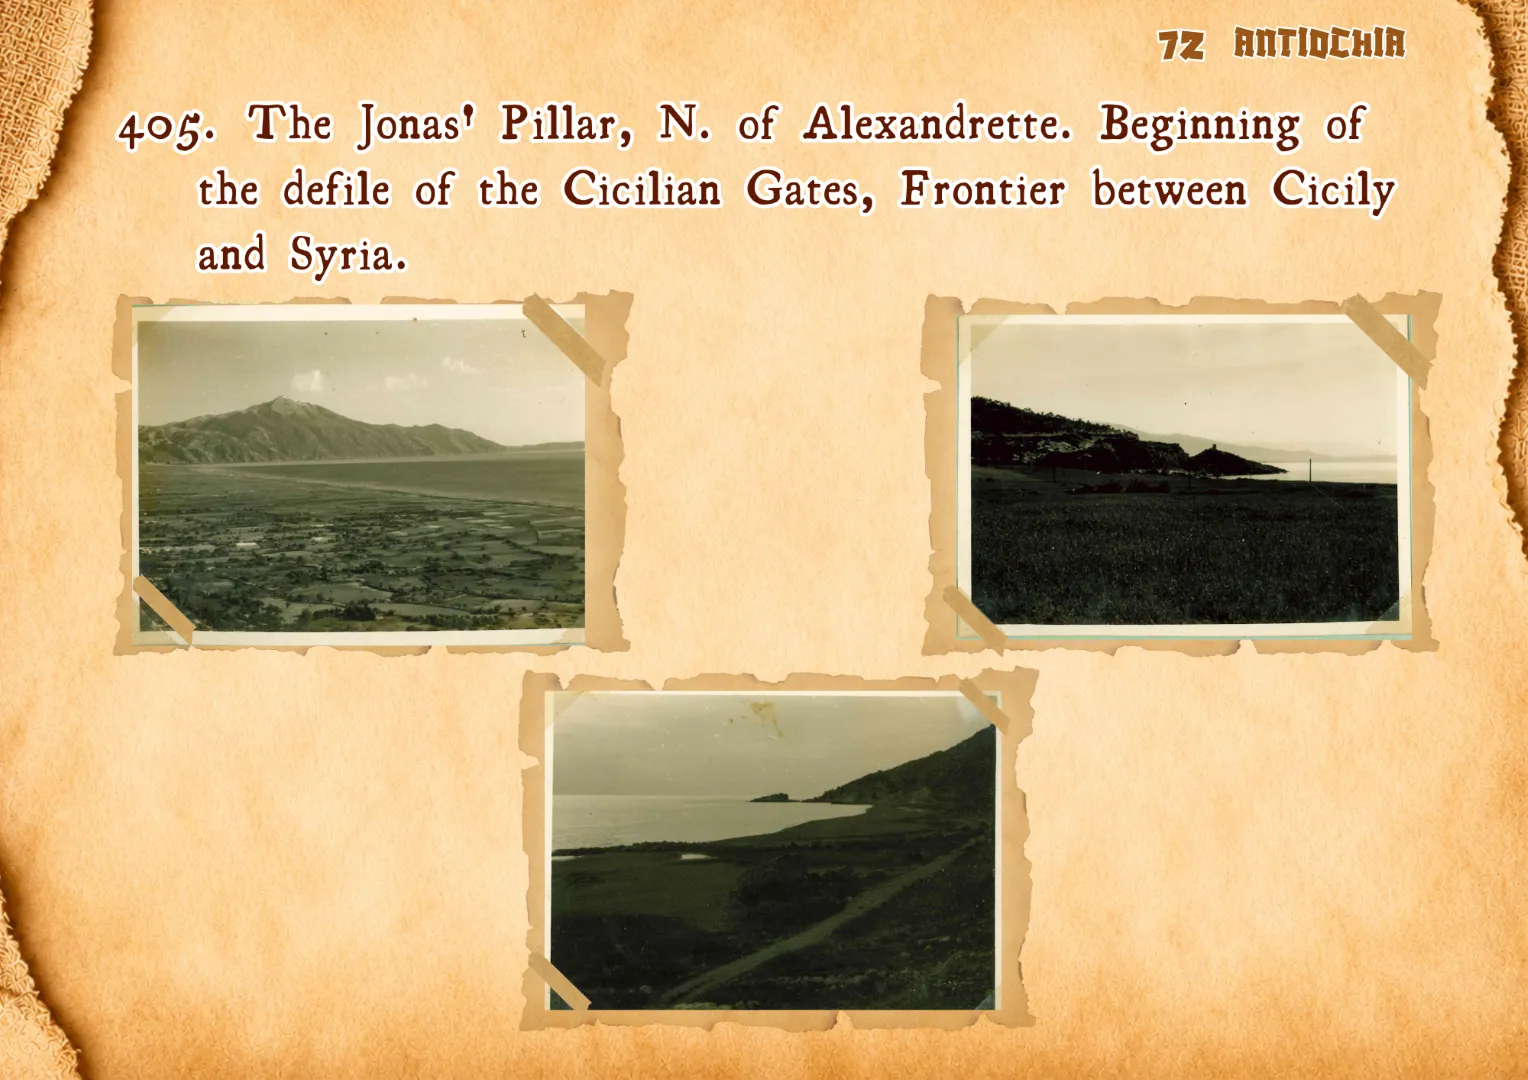 72 ANTIOCHIA
405. The Jonas' Pillar, N. of Alexandrette. Beginning of
the defile of the Cicilian Gates, Frontier between Cicily
and Syria.